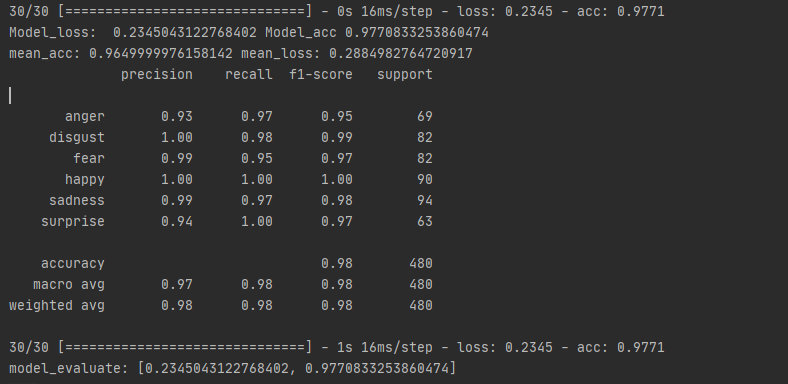 30/30 [==============================] - 0s 16ms/step - loss: 0.2345 - acc: 0.9771
Model_loss:  0.2345043122768402 Model_acc 0.9770833253860474
mean_acc: 0.9649999976158142 mean_loss: 0.2884982764720917
              precision    recall  f1-score   support

       anger       0.93      0.97      0.95        69
     disgust       1.00      0.98      0.99        82
        fear       0.99      0.95      0.97        82
       happy       1.00      1.00      1.00        90
     sadness       0.99      0.97      0.98        94
    surprise       0.94      1.00      0.97        63

    accuracy                           0.98       480
   macro avg       0.97      0.98      0.98       480
weighted avg       0.98      0.98      0.98       480

30/30 [==============================] - 1s 16ms/step - loss: 0.2345 - acc: 0.9771
model_evaluate: [0.2345043122768402, 0.9770833253860474]